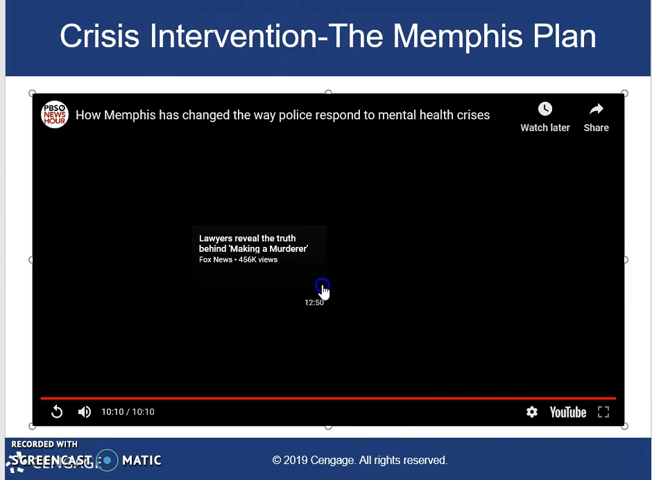 Crisis Intervention-The Memphis Plan
PBS NEWS HOUR
How Memphis has changed the way police respond to mental health crises
Watch later
Share
Lawyers reveal the truth
behind 'Making a Murderer'
Fox News • 456K views
12:50
10:10 / 10:10
YouTube
RECORDED WITH
SCREENCAST MATIC
© 2019 Cengage. All rights reserved.